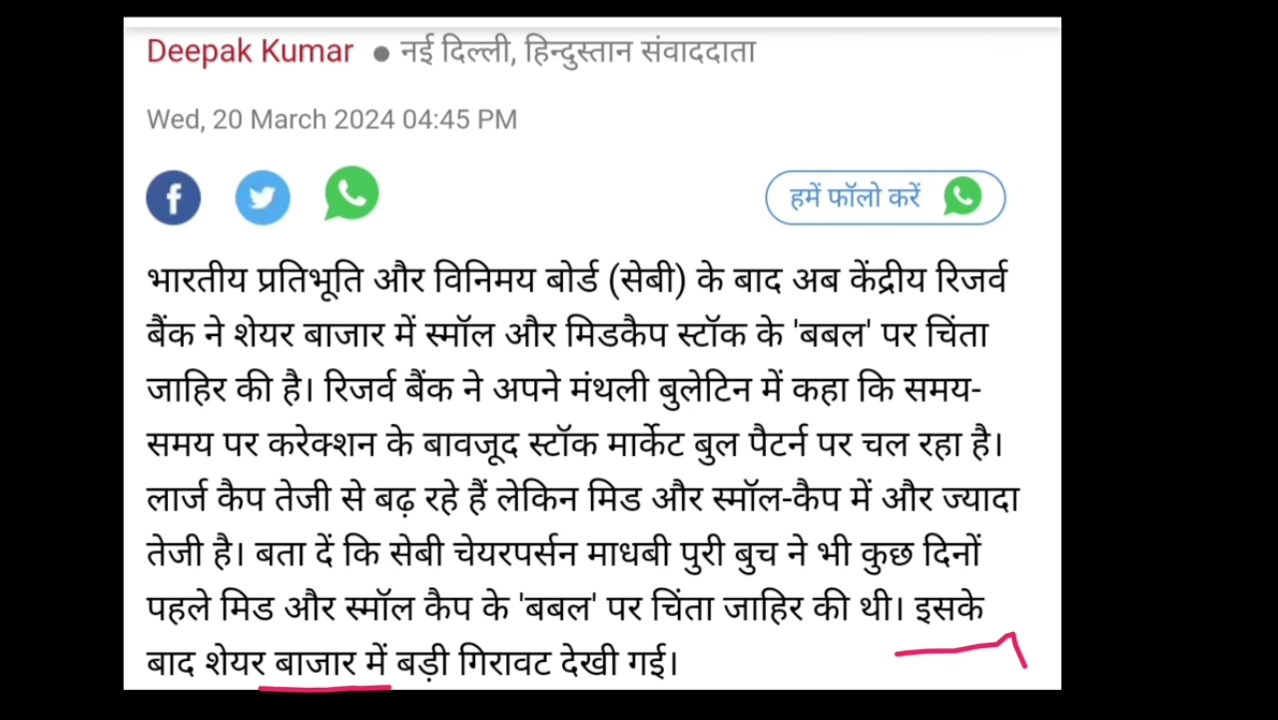 Deepak Kumar ● नई दिल्ली, हिन्दुस्तान संवाददाता
Wed, 20 March 2024 04:45 PM
हमें फॉलो करें
भारतीय प्रतिभूति और विनिमय बोर्ड (सेबी) के बाद अब केंद्रीय रिजर्व
बैंक ने शेयर बाजार में स्मॉल और मिडकैप स्टॉक के 'बबल' पर चिंता
जाहिर की है। रिजर्व बैंक ने अपने मंथली बुलेटिन में कहा कि समय-
समय पर करेक्शन के बावजूद स्टॉक मार्केट बुल पैटर्न पर चल रहा है।
लार्ज कैप तेजी से बढ़ रहे हैं लेकिन मिड और स्मॉल-कैप में और ज्यादा
तेजी है। बता दें कि सेबी चेयरपर्सन माधबी पुरी बुच ने भी कुछ दिनों
पहले मिड और स्मॉल कैप के 'बबल' पर चिंता जाहिर की थी। इसके
बाद शेयर बाजार में बड़ी गिरावट देखी गई।